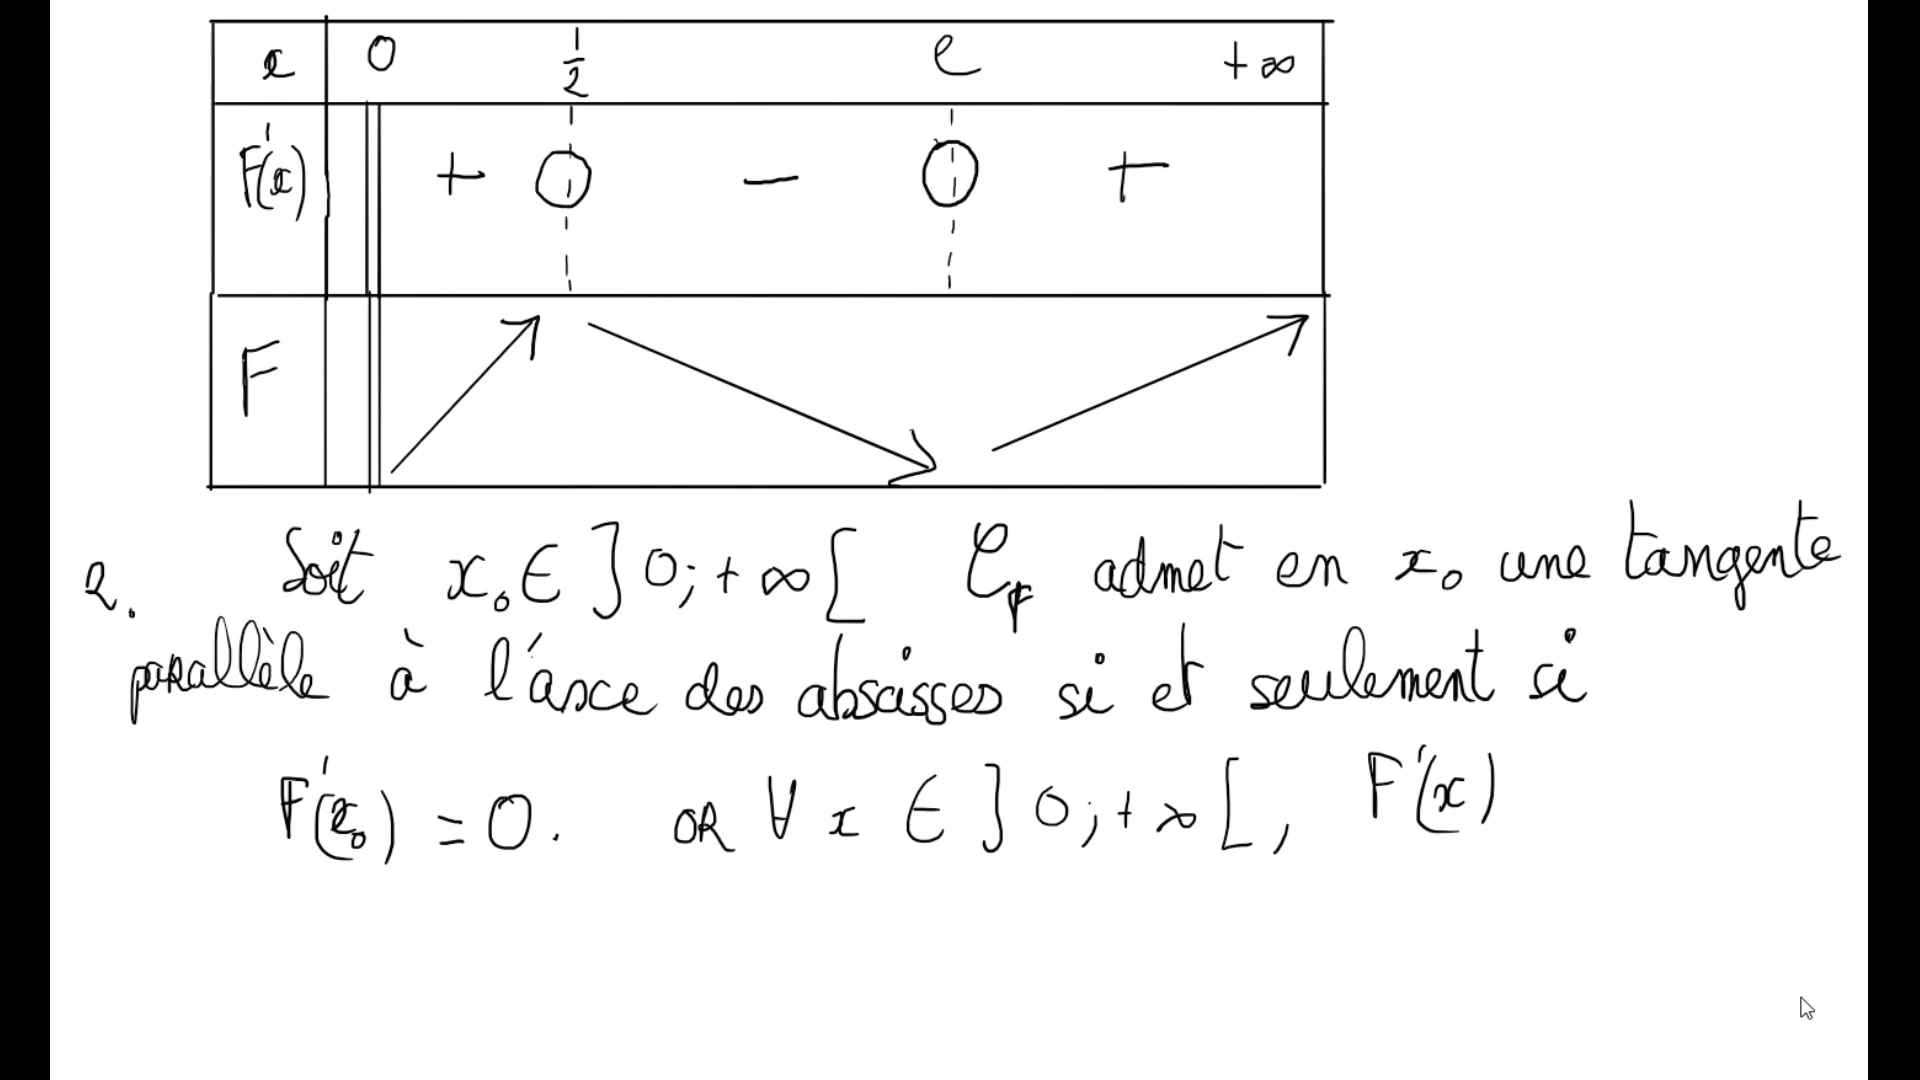 x 0 1/2 e +∞
F'(x) + 0 - 0 +
F
2. Soit x₀ ∈ ]0;+∞[ C_F admet en x₀ une tangente
parallèle à l'axe des abscisses si et seulement si
F'(x₀) = 0. OR ∀ x ∈ ]0;+∞[, F'(x)